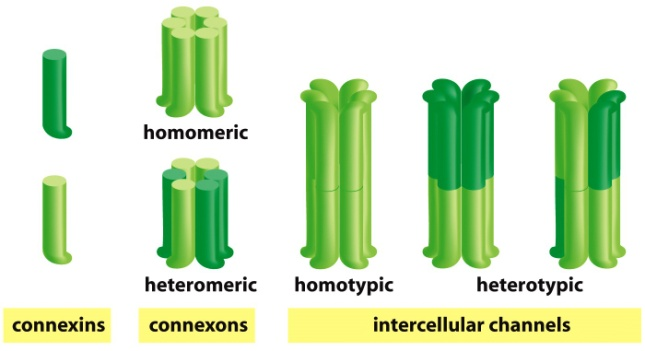 homomeric
heteromeric
homotypic
heterotypic
connexins
connexons
intercellular channels